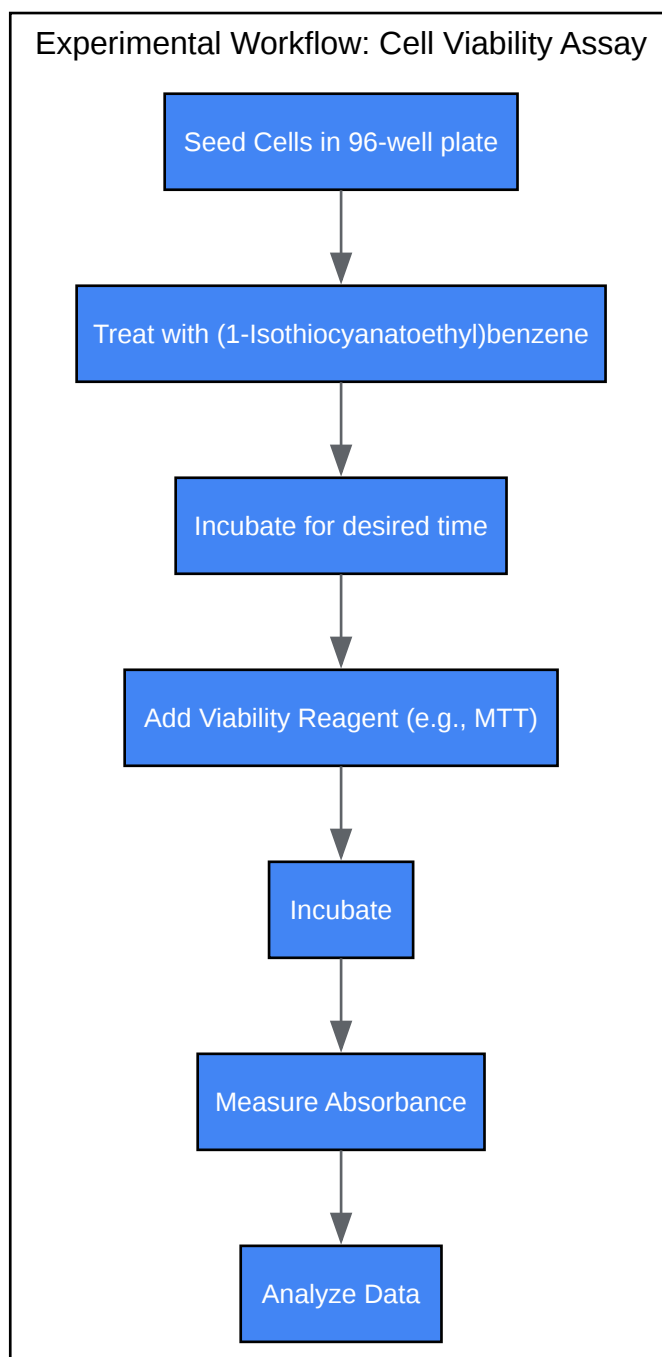 Experimental Workflow: Cell Viability Assay
Seed Cells in 96-well plate
Treat with (1-Isothiocyanatoethyl)benzene
Incubate for desired time
Add Viability Reagent (e.g., MTT)
Incubate
Measure Absorbance
Analyze Data